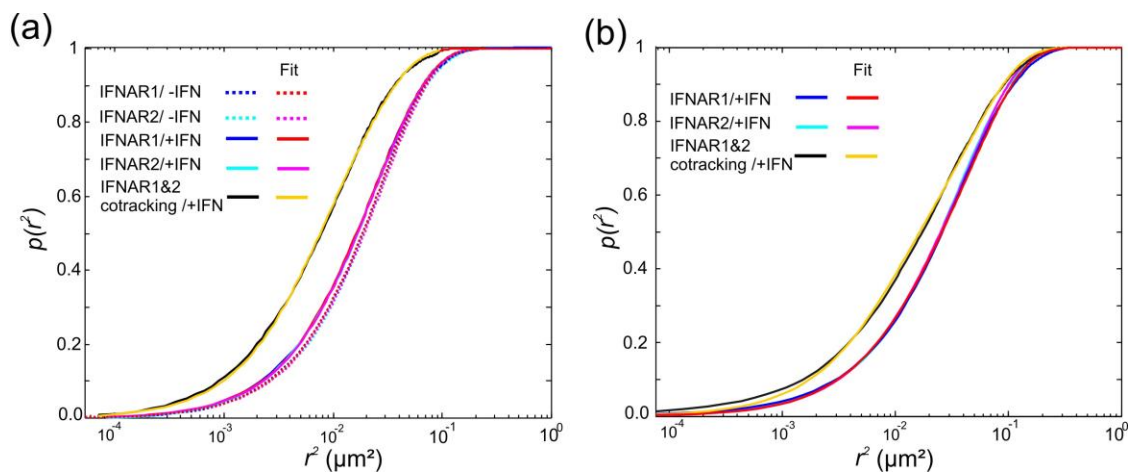 (a)
Fit
IFNAR1/ -IFN
IFNAR2/ -IFN
IFNAR1/+IFN
IFNAR2/+IFN
IFNAR1&2
cotracking /+IFN
p(r²)
1
0.8
0.6
0.4
0.2
0.0
10⁻⁴ 10⁻³ 10⁻² 10⁻¹ 10⁰
r² (µm²)
(b)
Fit
IFNAR1/+IFN
IFNAR2/+IFN
IFNAR1&2
cotracking /+IFN
p(r²)
1
0.8
0.6
0.4
0.2
0.0
10⁻⁴ 10⁻³ 10⁻² 10⁻¹ 10⁰
r² (µm²)